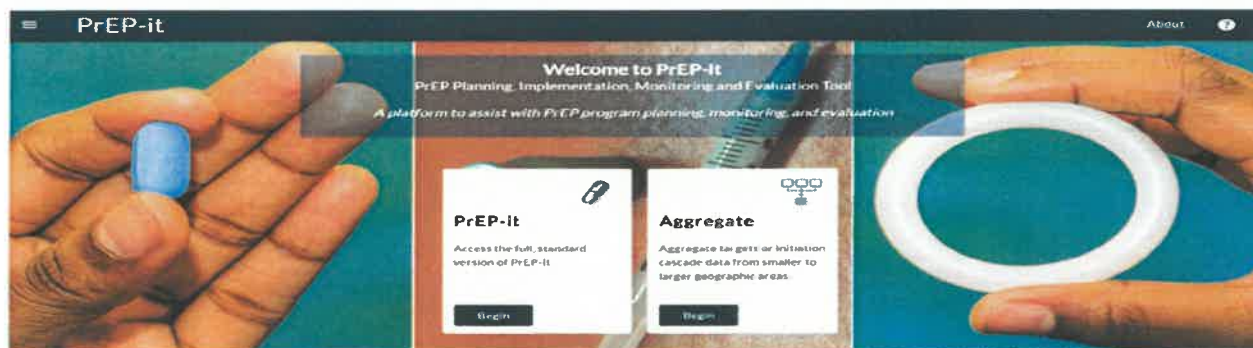 PrEP-it
About
?
Welcome to PrEP-it
PrEP Planning, Implementation, Monitoring and Evaluation Tool
A platform to assist with PrEP program planning, monitoring, and evaluation
PrEP-it
Access the full, standard
version of PrEP-it
Begin
Aggregate
Aggregate targets or initiation
cascade data from smaller to
larger geographic areas
Begin